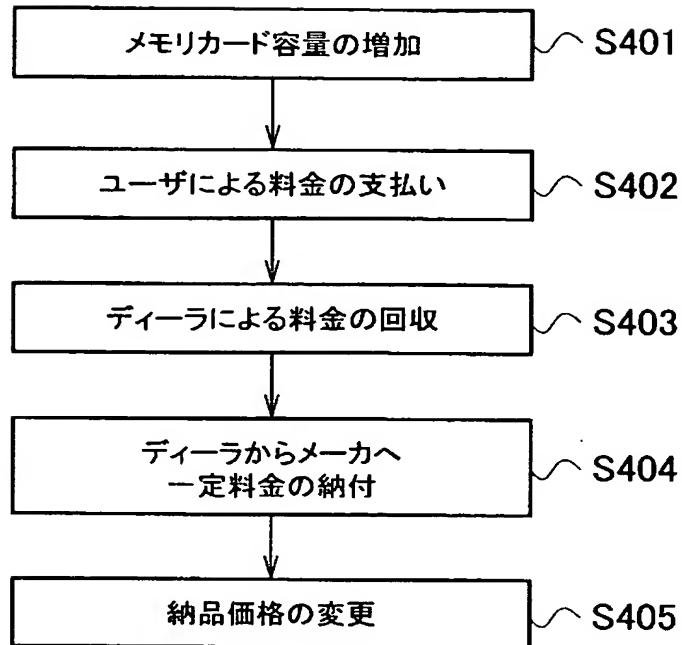 メモリカード容量の増加 S401
ユーザによる料金の支払い S402
ディーラによる料金の回収 S403
ディーラからメーカへ
一定料金の納付 S404
納品価格の変更 S405